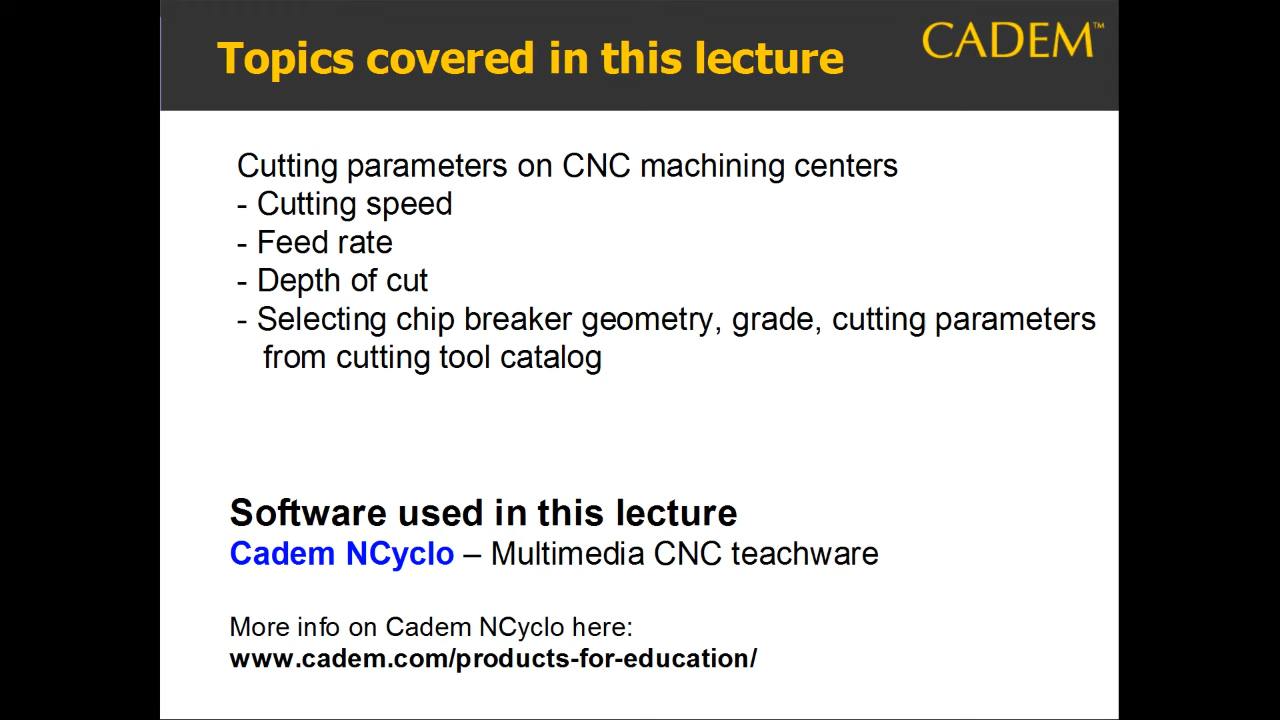 Topics covered in this lecture
CADEM™
Cutting parameters on CNC machining centers
- Cutting speed
- Feed rate
- Depth of cut
- Selecting chip breaker geometry, grade, cutting parameters
from cutting tool catalog
Software used in this lecture
Cadem NCyclo – Multimedia CNC teachware
More info on Cadem NCyclo here:
www.cadem.com/products-for-education/